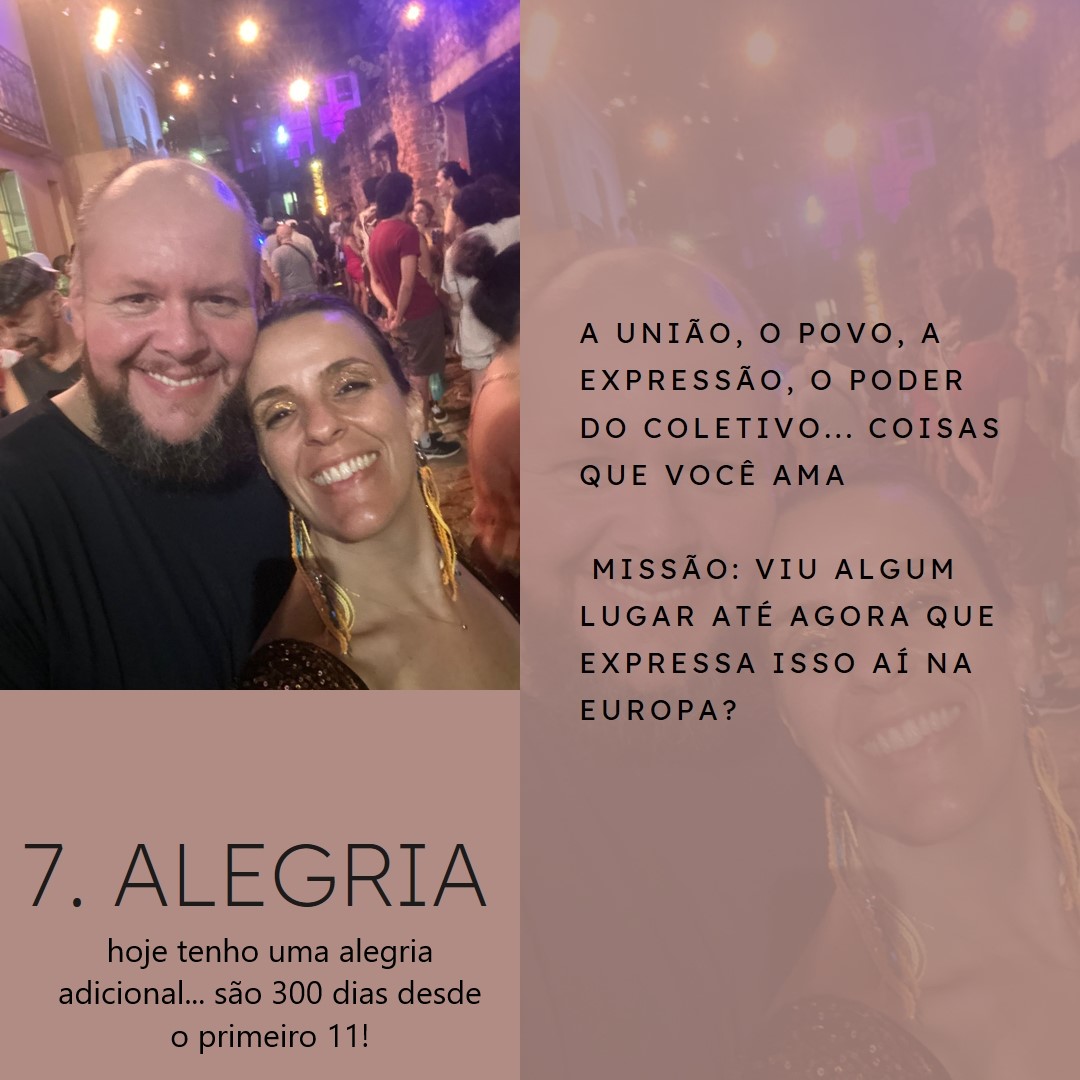 7. ALEGRIA
hoje tenho uma alegria
adicional... são 300 dias desde
o primeiro 11!
A UNIÃO, O POVO, A
EXPRESSÃO, O PODER
DO COLETIVO... COISAS
QUE VOCÊ AMA
MISSÃO: VIU ALGUM
LUGAR ATÉ AGORA QUE
EXPRESSA ISSO AÍ NA
EUROPA?